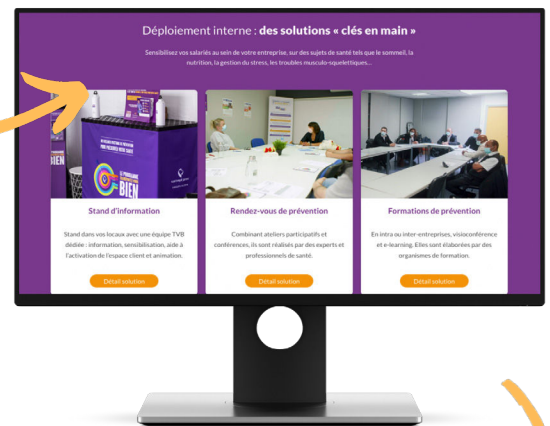 Déploiement interne : des solutions « clés en main »
Sensibilisez vos salariés au sein de votre entreprise, sur des sujets de santé tels que le sommeil, la
nutrition, la gestion du stress, les troubles musculo-squelettiques...
BIEN
Stand d'information
Stand dans vos locaux avec une équipe TVB
dédiée : information, sensibilisation, aide à
l'activation de l'espace client et animation.
Détail solution
Rendez-vous de prévention
Combinant ateliers participatifs et
conférences, ils sont réalisés par des experts et
professionnels de santé.
Détail solution
Formations de prévention
En intra ou inter-entreprises, visioconférence
et e-learning. Elles sont élaborées par des
organismes de formation.
Détail solution